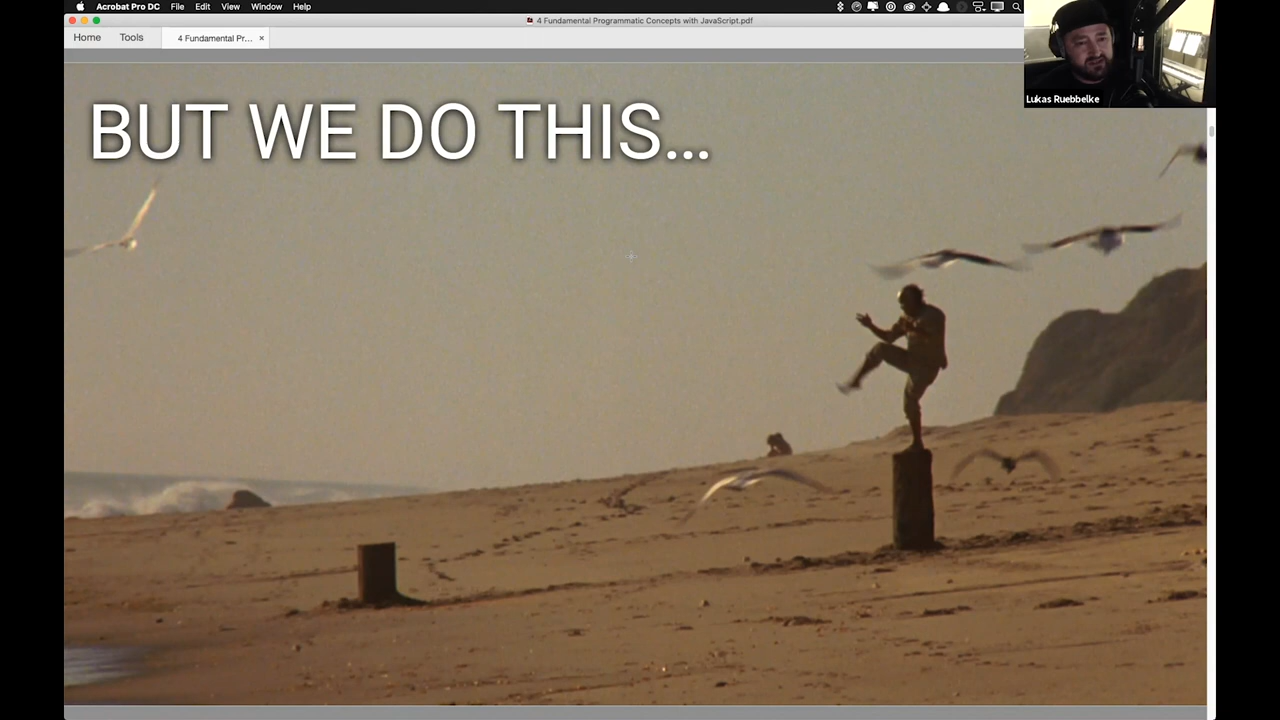 Acrobat Pro DC File Edit View Window Help
4 Fundamental Programmatic Concepts with JavaScript.pdf
Home Tools 4 Fundamental Pr... ×
Lukas Ruebbelke
BUT WE DO THIS...